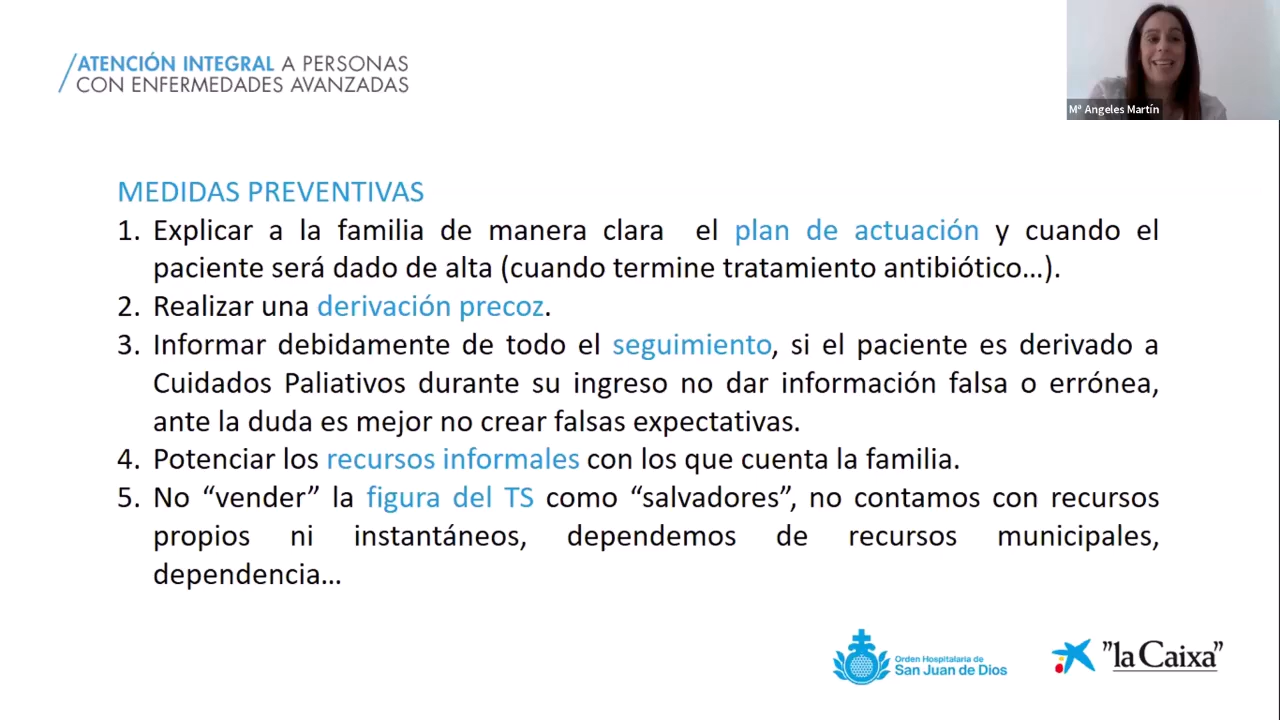 ATENCIÓN INTEGRAL A PERSONAS
CON ENFERMEDADES AVANZADAS
Mª Angeles Martín
MEDIDAS PREVENTIVAS
1. Explicar a la familia de manera clara el plan de actuación y cuando el
paciente será dado de alta (cuando termine tratamiento antibiótico...).
2. Realizar una derivación precoz.
3. Informar debidamente de todo el seguimiento, si el paciente es derivado a
Cuidados Paliativos durante su ingreso no dar información falsa o errónea,
ante la duda es mejor no crear falsas expectativas.
4. Potenciar los recursos informales con los que cuenta la familia.
5. No “vender” la figura del TS como “salvadores”, no contamos con recursos
propios ni instantáneos, dependemos de recursos municipales,
dependencia...
Orden Hospitalaria de
San Juan de Dios
”la Caixa”